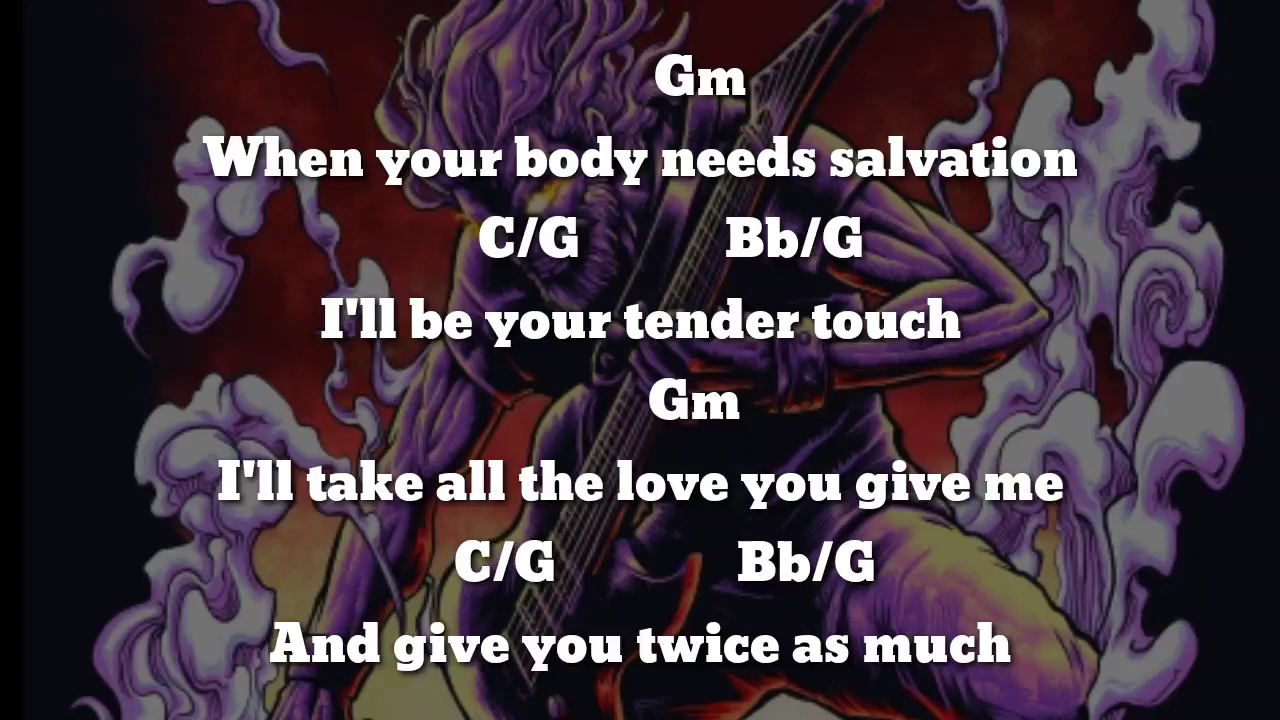 Gm
When your body needs salvation
C/G Bb/G
I'll be your tender touch
Gm
I'll take all the love you give me
C/G Bb/G
And give you twice as much